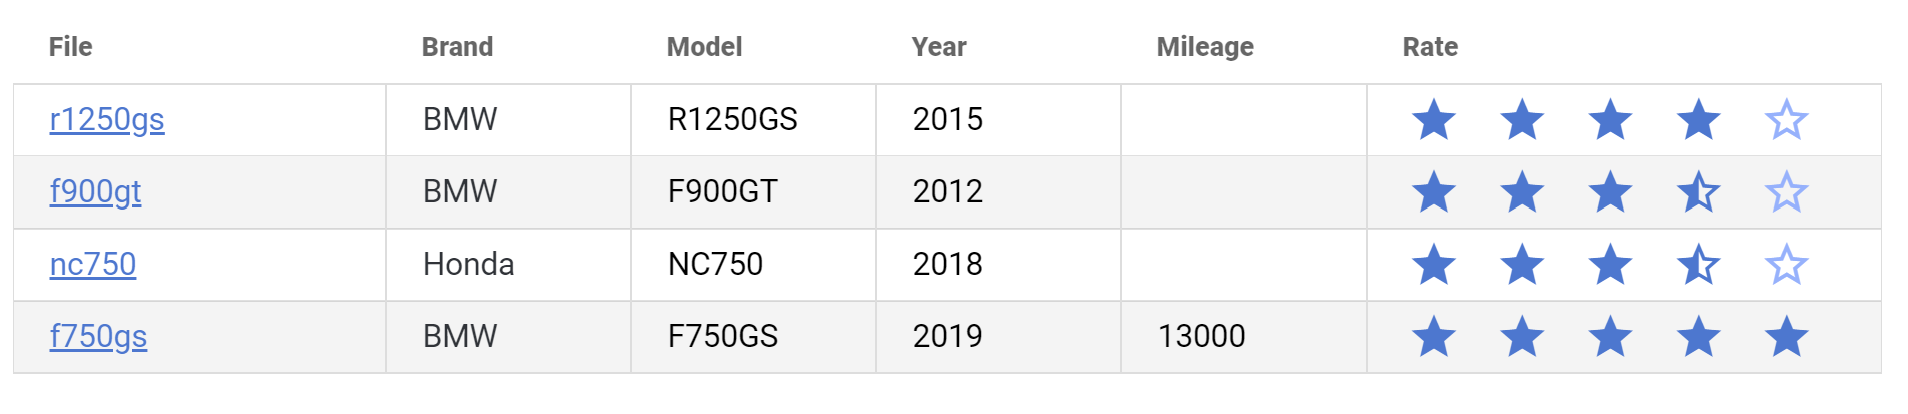 File Brand Model Year Mileage Rate
r1250gs BMW R1250GS 2015
f900gt BMW F900GT 2012
nc750 Honda NC750 2018
f750gs BMW F750GS 2019 13000